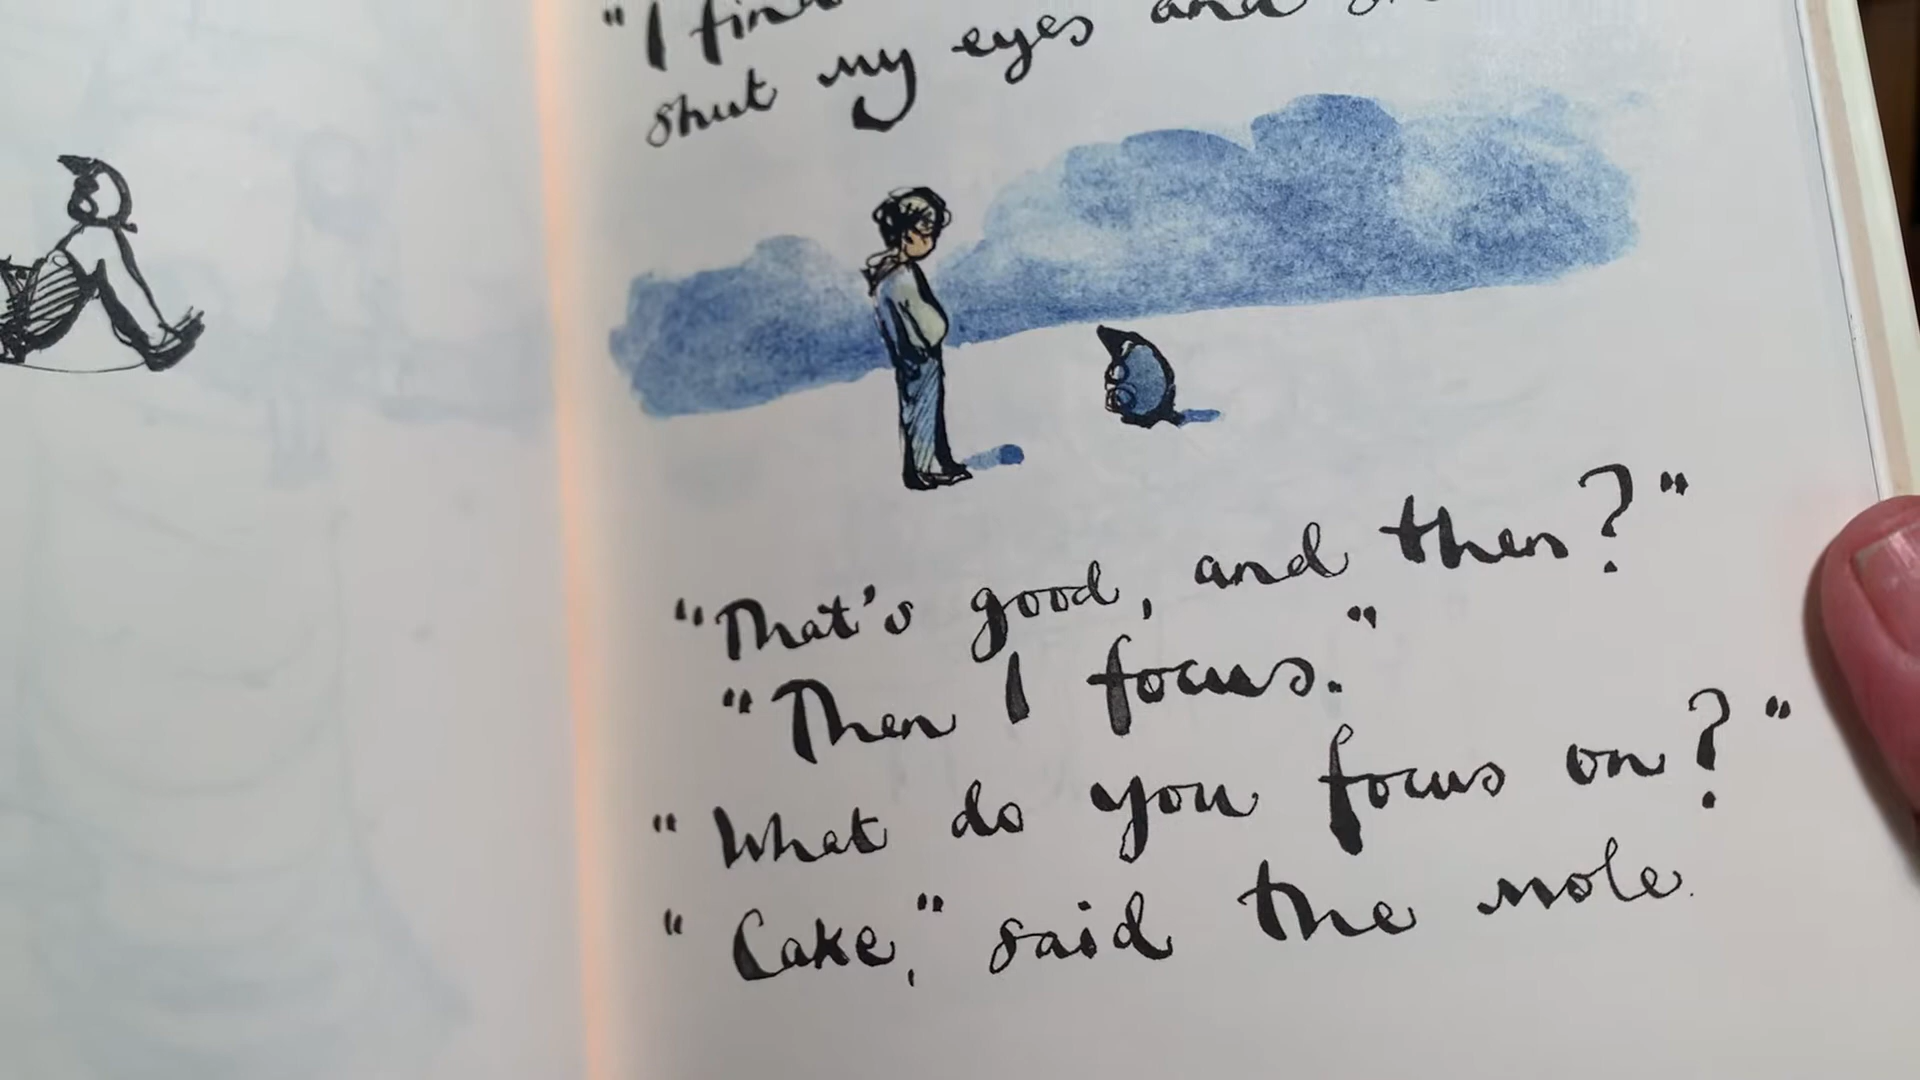 "I find
shut my eyes and
"That's good, and then?"
"Then I focus."
"What do you focus on?"
"Cake," said the mole.